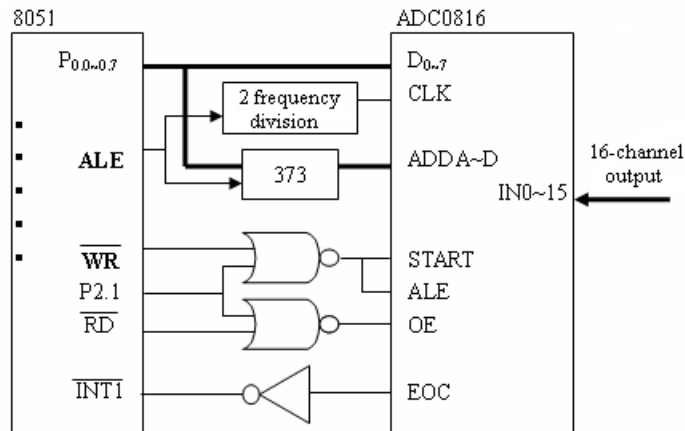 8051
ADC0816
P0.0~0.7
D0~7
2 frequency
division
CLK
ALE
373
ADDA~D
16-channel
output
IN0~15
WR
START
P2.1
ALE
RD
OE
INT1
EOC